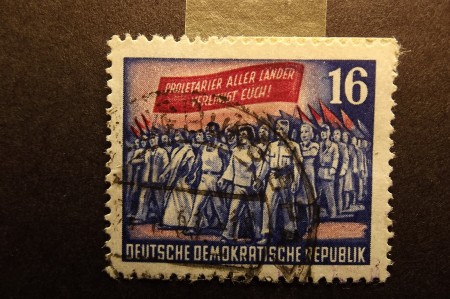 PROLETARIER ALLER LÄNDER
VEREINIGT EUCH!
16
DEUTSCHE DEMOKRATISCHE REPUBLIK